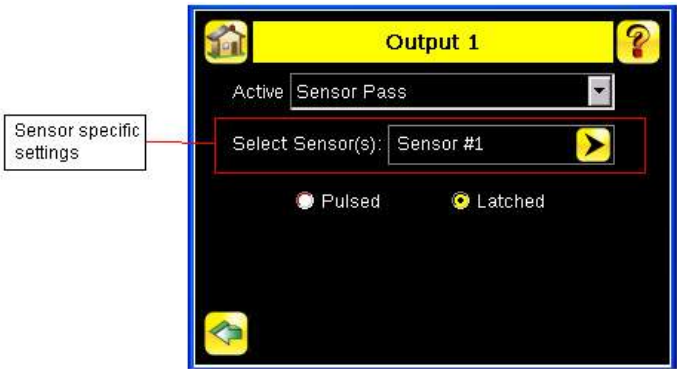 Output 1
?
Active Sensor Pass
Sensor specific
settings
Select Sensor(s): Sensor #1
Pulsed Latched